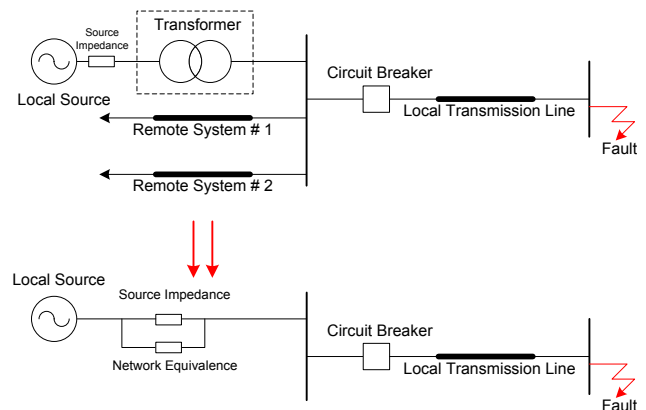 Transformer
Source
Impedance
Local Source
Circuit Breaker
Local Transmission Line
Remote System # 1
Fault
Remote System # 2
Local Source
Source Impedance
Network Equivalence
Circuit Breaker
Local Transmission Line
Fault